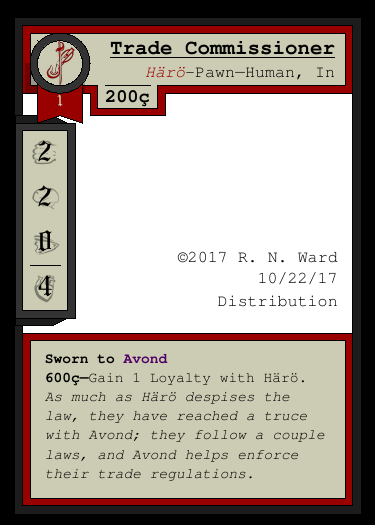 Trade Commissioner
Härö–Pawn—Human, In
200ç
1
2
2
0
4
©2017 R. N. Ward
10/22/17
Distribution
Sworn to Avond
600ç—Gain 1 Loyalty with Härö.
As much as Härö despises the
law, they have reached a truce
with Avond; they follow a couple
laws, and Avond helps enforce
their trade regulations.